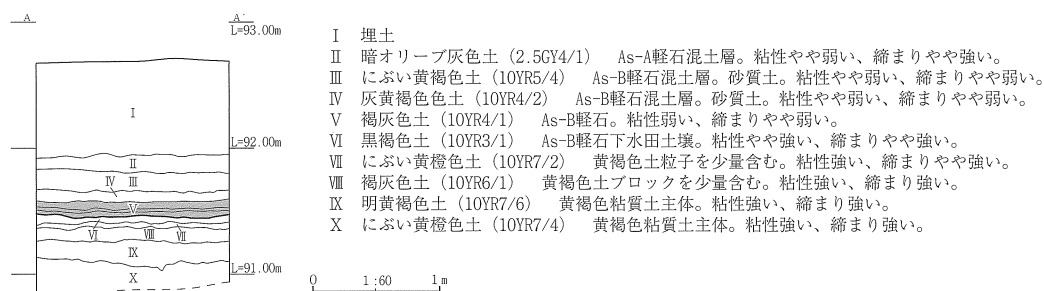 A A'
L=93.00m
Ⅰ
L=92.00m
Ⅱ
Ⅳ Ⅲ
Ⅴ
Ⅵ Ⅷ Ⅶ
Ⅸ
L=91.00m
Ⅹ
0 1:60 1m
Ⅰ 埋土
Ⅱ 暗オリーブ灰色土(2.5GY4/1) As-A軽石混土層。粘性やや弱い、締まりやや強い。
Ⅲ にぶい黄褐色土(10YR5/4) As-B軽石混土層。砂質土。粘性やや弱い、締まりやや弱い。
Ⅳ 灰黄褐色色土(10YR4/2) As-B軽石混土層。砂質土。粘性やや弱い、締まりやや弱い。
Ⅴ 褐灰色土(10YR4/1) As-B軽石。粘性弱い、締まりやや弱い。
Ⅵ 黒褐色土(10YR3/1) As-B軽石下水田土壌。粘性やや強い、締まりやや強い。
Ⅶ にぶい黄橙色土(10YR7/2) 黄褐色土粒子を少量含む。粘性強い、締まりやや強い。
Ⅷ 褐灰色土(10YR6/1) 黄褐色土ブロックを少量含む。粘性強い、締まり強い。
Ⅸ 明黄褐色土(10YR7/6) 黄褐色粘質土主体。粘性強い、締まり強い。
Ⅹ にぶい黄橙色土(10YR7/4) 黄褐色粘質土主体。粘性強い、締まり強い。